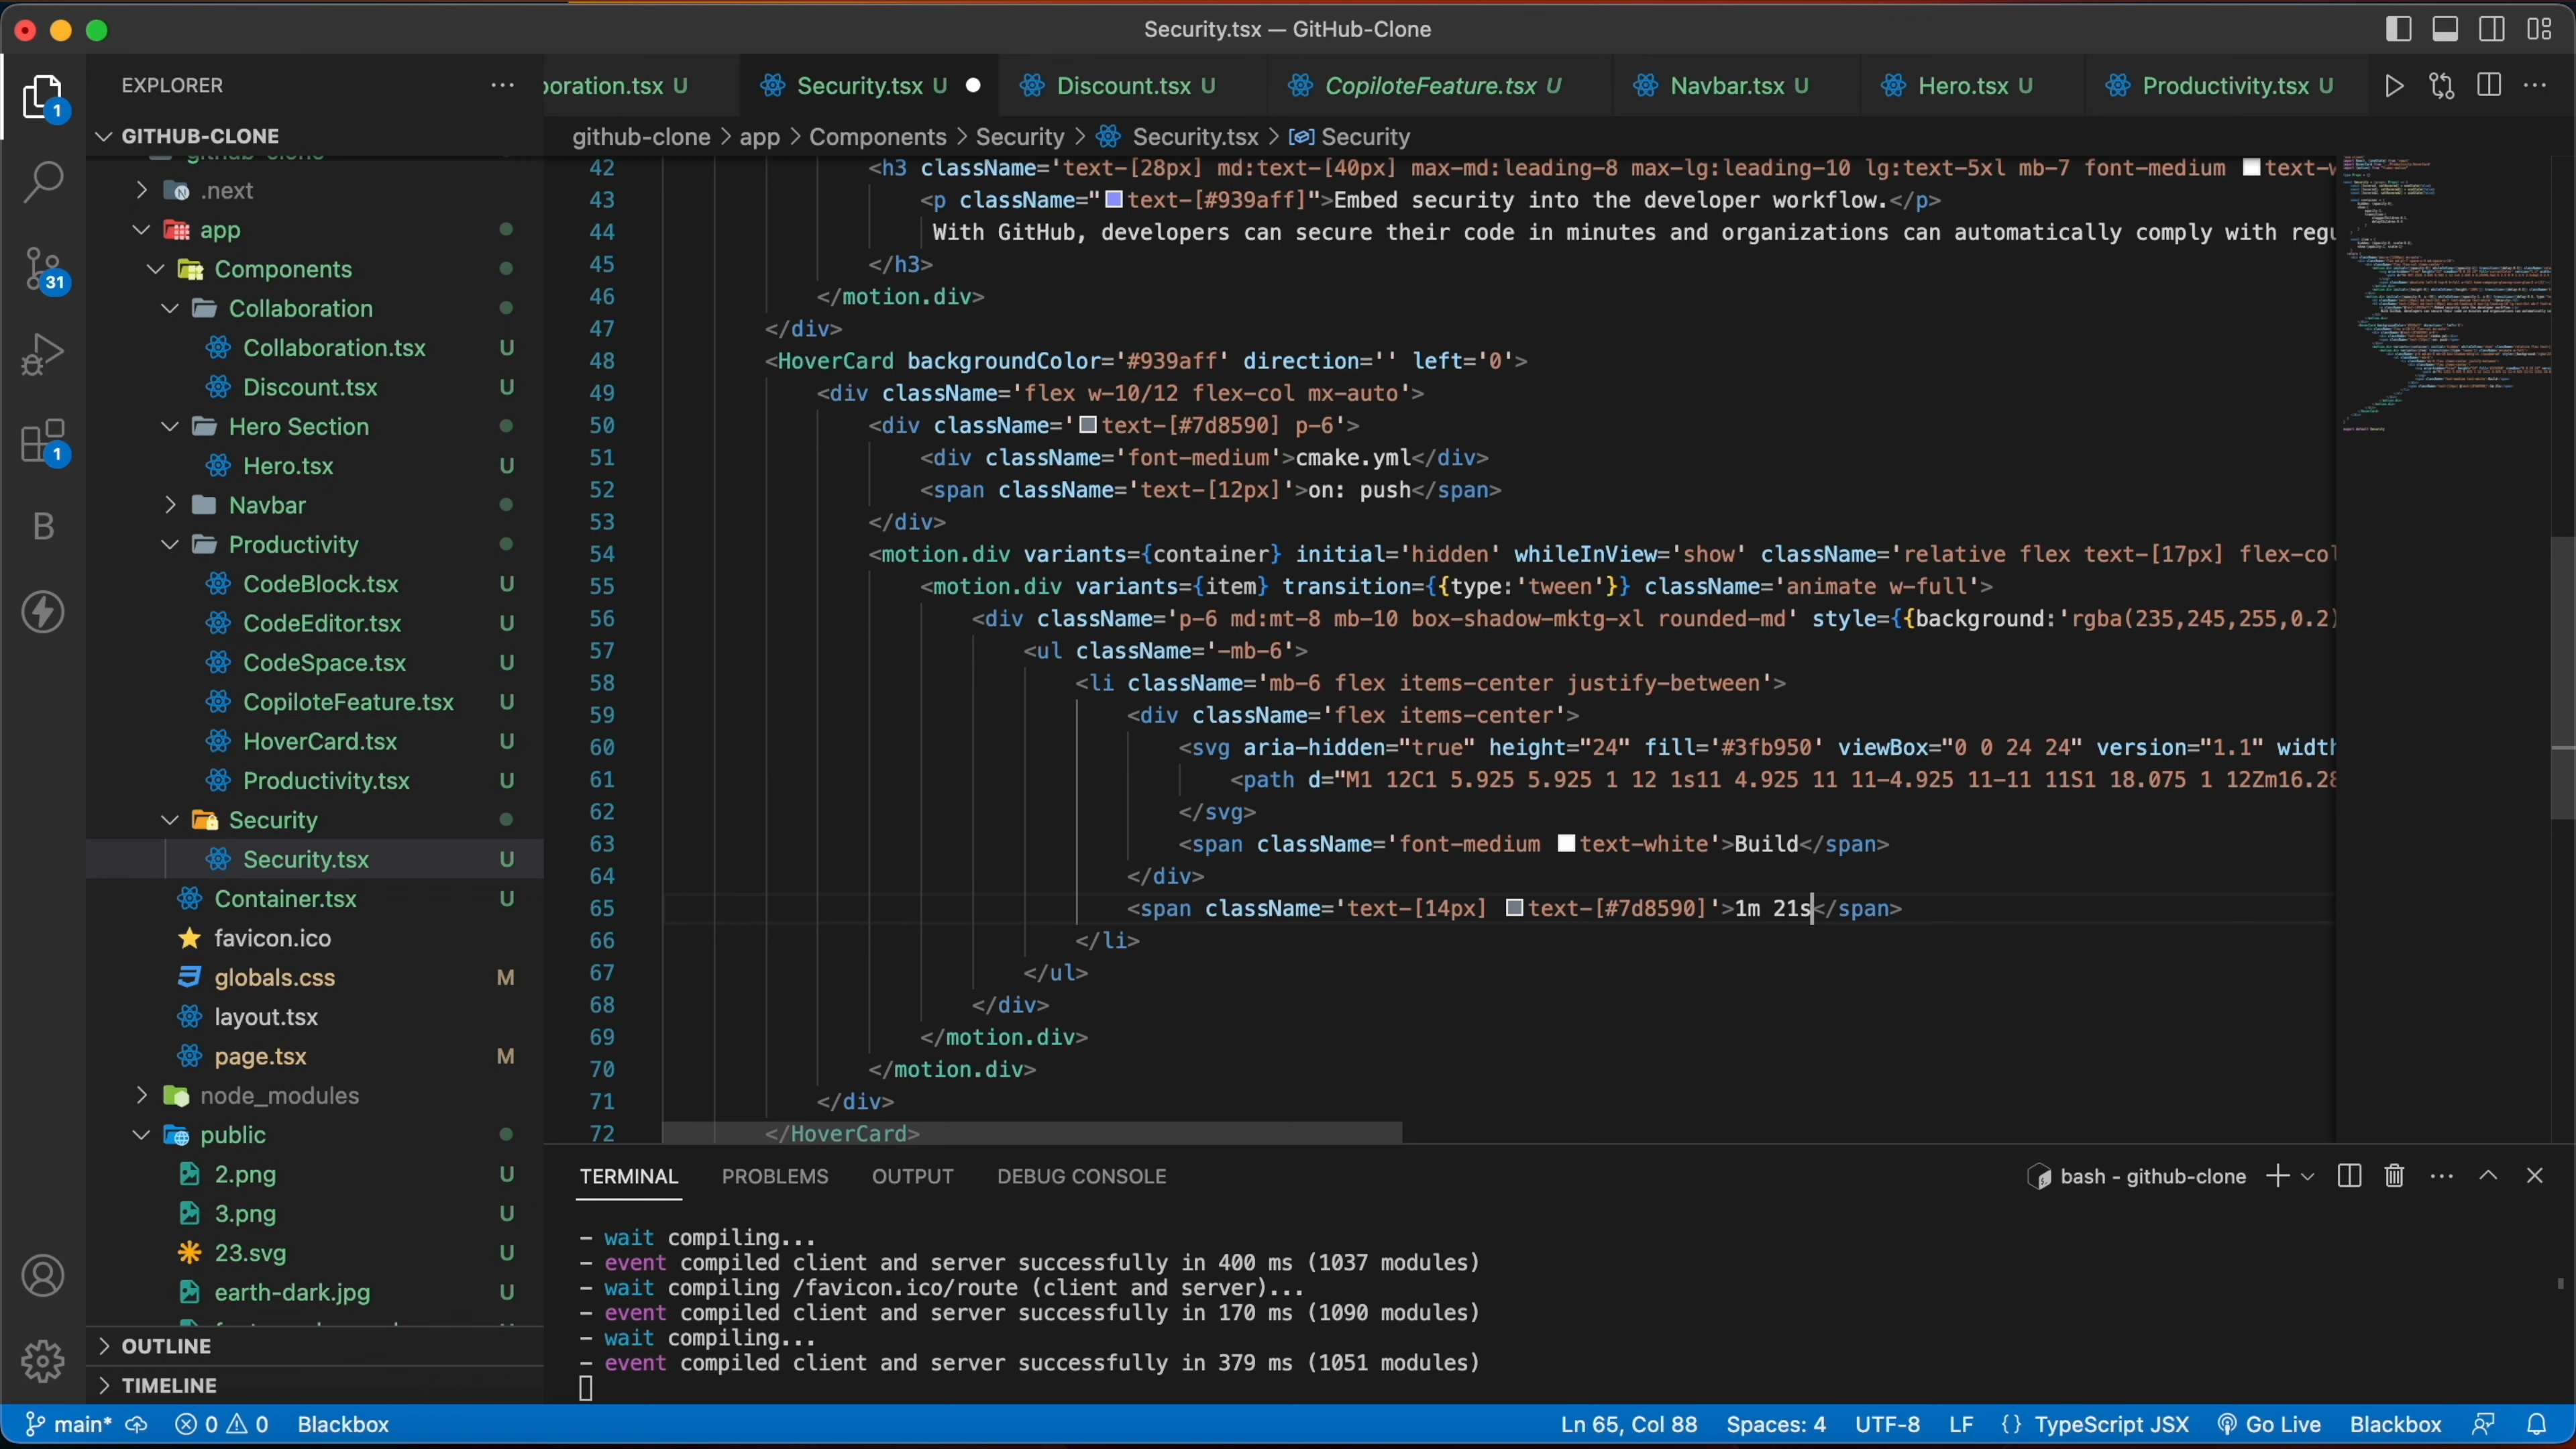 Security.tsx — GitHub-Clone
EXPLORER
oration.tsx U
Security.tsx U
Discount.tsx U
CopiloteFeature.tsx U
Navbar.tsx U
Hero.tsx U
Productivity.tsx U
GITHUB-CLONE
github-clone > app > Components > Security > Security.tsx > Security
.next
app
Components
Collaboration
Collaboration.tsx U
Discount.tsx U
Hero Section
Hero.tsx U
Navbar
Productivity
CodeBlock.tsx U
CodeEditor.tsx U
CodeSpace.tsx U
CopiloteFeature.tsx U
HoverCard.tsx U
Productivity.tsx U
Security
Security.tsx U
Container.tsx U
favicon.ico
globals.css M
layout.tsx
page.tsx M
node_modules
public
2.png U
3.png U
23.svg U
earth-dark.jpg U
OUTLINE
TIMELINE
1
31
1
B
42 <h3 className='text-[28px] md:text-[40px] max-md:leading-8 max-lg:leading-10 lg:text-5xl mb-7 font-medium text-w
43 <p className="text-[#939aff]">Embed security into the developer workflow.</p>
44 With GitHub, developers can secure their code in minutes and organizations can automatically comply with regu
45 </h3>
46 </motion.div>
47 </div>
48 <HoverCard backgroundColor='#939aff' direction='' left='0'>
49 <div className='flex w-10/12 flex-col mx-auto'>
50 <div className='text-[#7d8590] p-6'>
51 <div className='font-medium'>cmake.yml</div>
52 <span className='text-[12px]'>on: push</span>
53 </div>
54 <motion.div variants={container} initial='hidden' whileInView='show' className='relative flex text-[17px] flex-col
55 <motion.div variants={item} transition={{type:'tween'}} className='animate w-full'>
56 <div className='p-6 md:mt-8 mb-10 box-shadow-mktg-xl rounded-md' style={{background:'rgba(235,245,255,0.2)
57 <ul className='-mb-6'>
58 <li className='mb-6 flex items-center justify-between'>
59 <div className='flex items-center'>
60 <svg aria-hidden="true" height="24" fill='#3fb950' viewBox="0 0 24 24" version="1.1" width
61 <path d="M1 12C1 5.925 5.925 1 12 1s11 4.925 11 11-4.925 11-11 11S1 18.075 1 12Zm16.28
62 </svg>
63 <span className='font-medium text-white'>Build</span>
64 </div>
65 <span className='text-[14px] text-[#7d8590]'>1m 21s</span>
66 </li>
67 </ul>
68 </div>
69 </motion.div>
70 </motion.div>
71 </div>
72 </HoverCard>
TERMINAL PROBLEMS OUTPUT DEBUG CONSOLE
bash - github-clone
- wait compiling...
- event compiled client and server successfully in 400 ms (1037 modules)
- wait compiling /favicon.ico/route (client and server)...
- event compiled client and server successfully in 170 ms (1090 modules)
- wait compiling...
- event compiled client and server successfully in 379 ms (1051 modules)
main* 0 0 Blackbox
Ln 65, Col 88 Spaces: 4 UTF-8 LF {} TypeScript JSX Go Live Blackbox